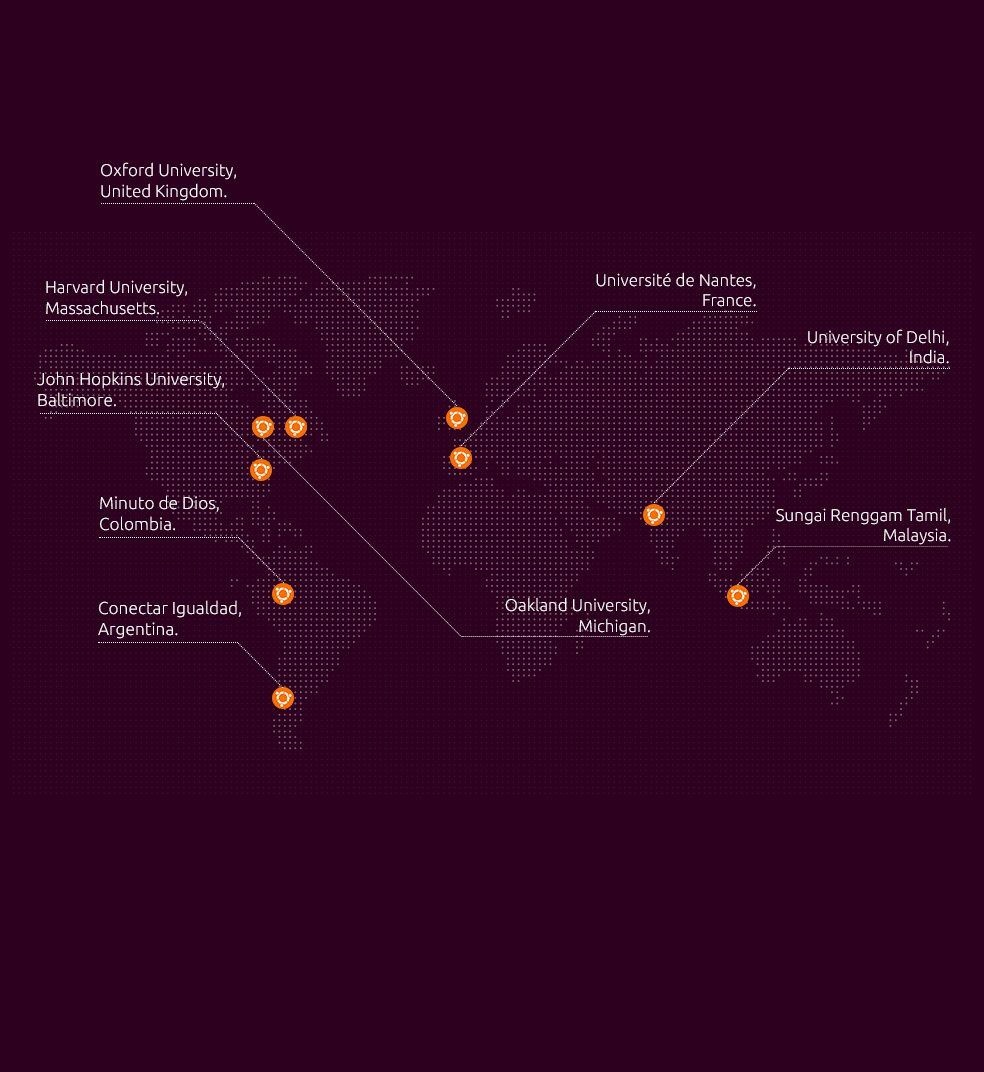 Oxford University,
United Kingdom.
Harvard University,
Massachusetts.
Université de Nantes,
France.
University of Delhi,
India.
John Hopkins University,
Baltimore.
Minuto de Dios,
Colombia.
Sungai Renggam Tamil,
Malaysia.
Conectar Igualdad,
Argentina.
Oakland University,
Michigan.